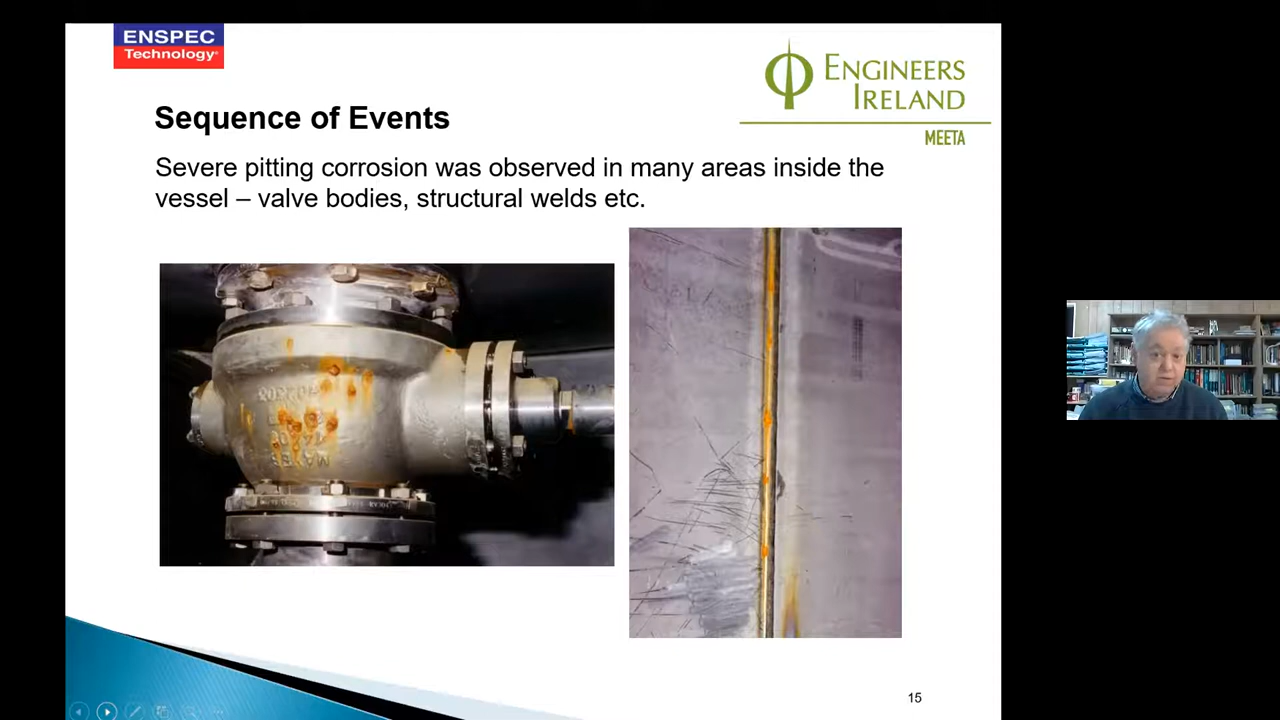 ENSPEC
Technology
ENGINEERS
IRELAND
MEETA
Sequence of Events
Severe pitting corrosion was observed in many areas inside the
vessel – valve bodies, structural welds etc.
15